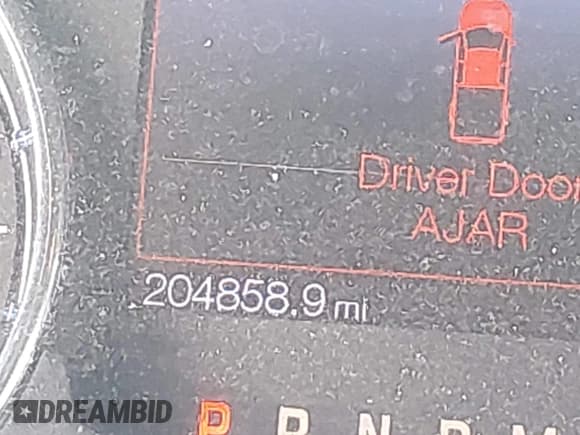 Driver Door
AJAR
204858.9 mi
P R N D M
DREAMBID